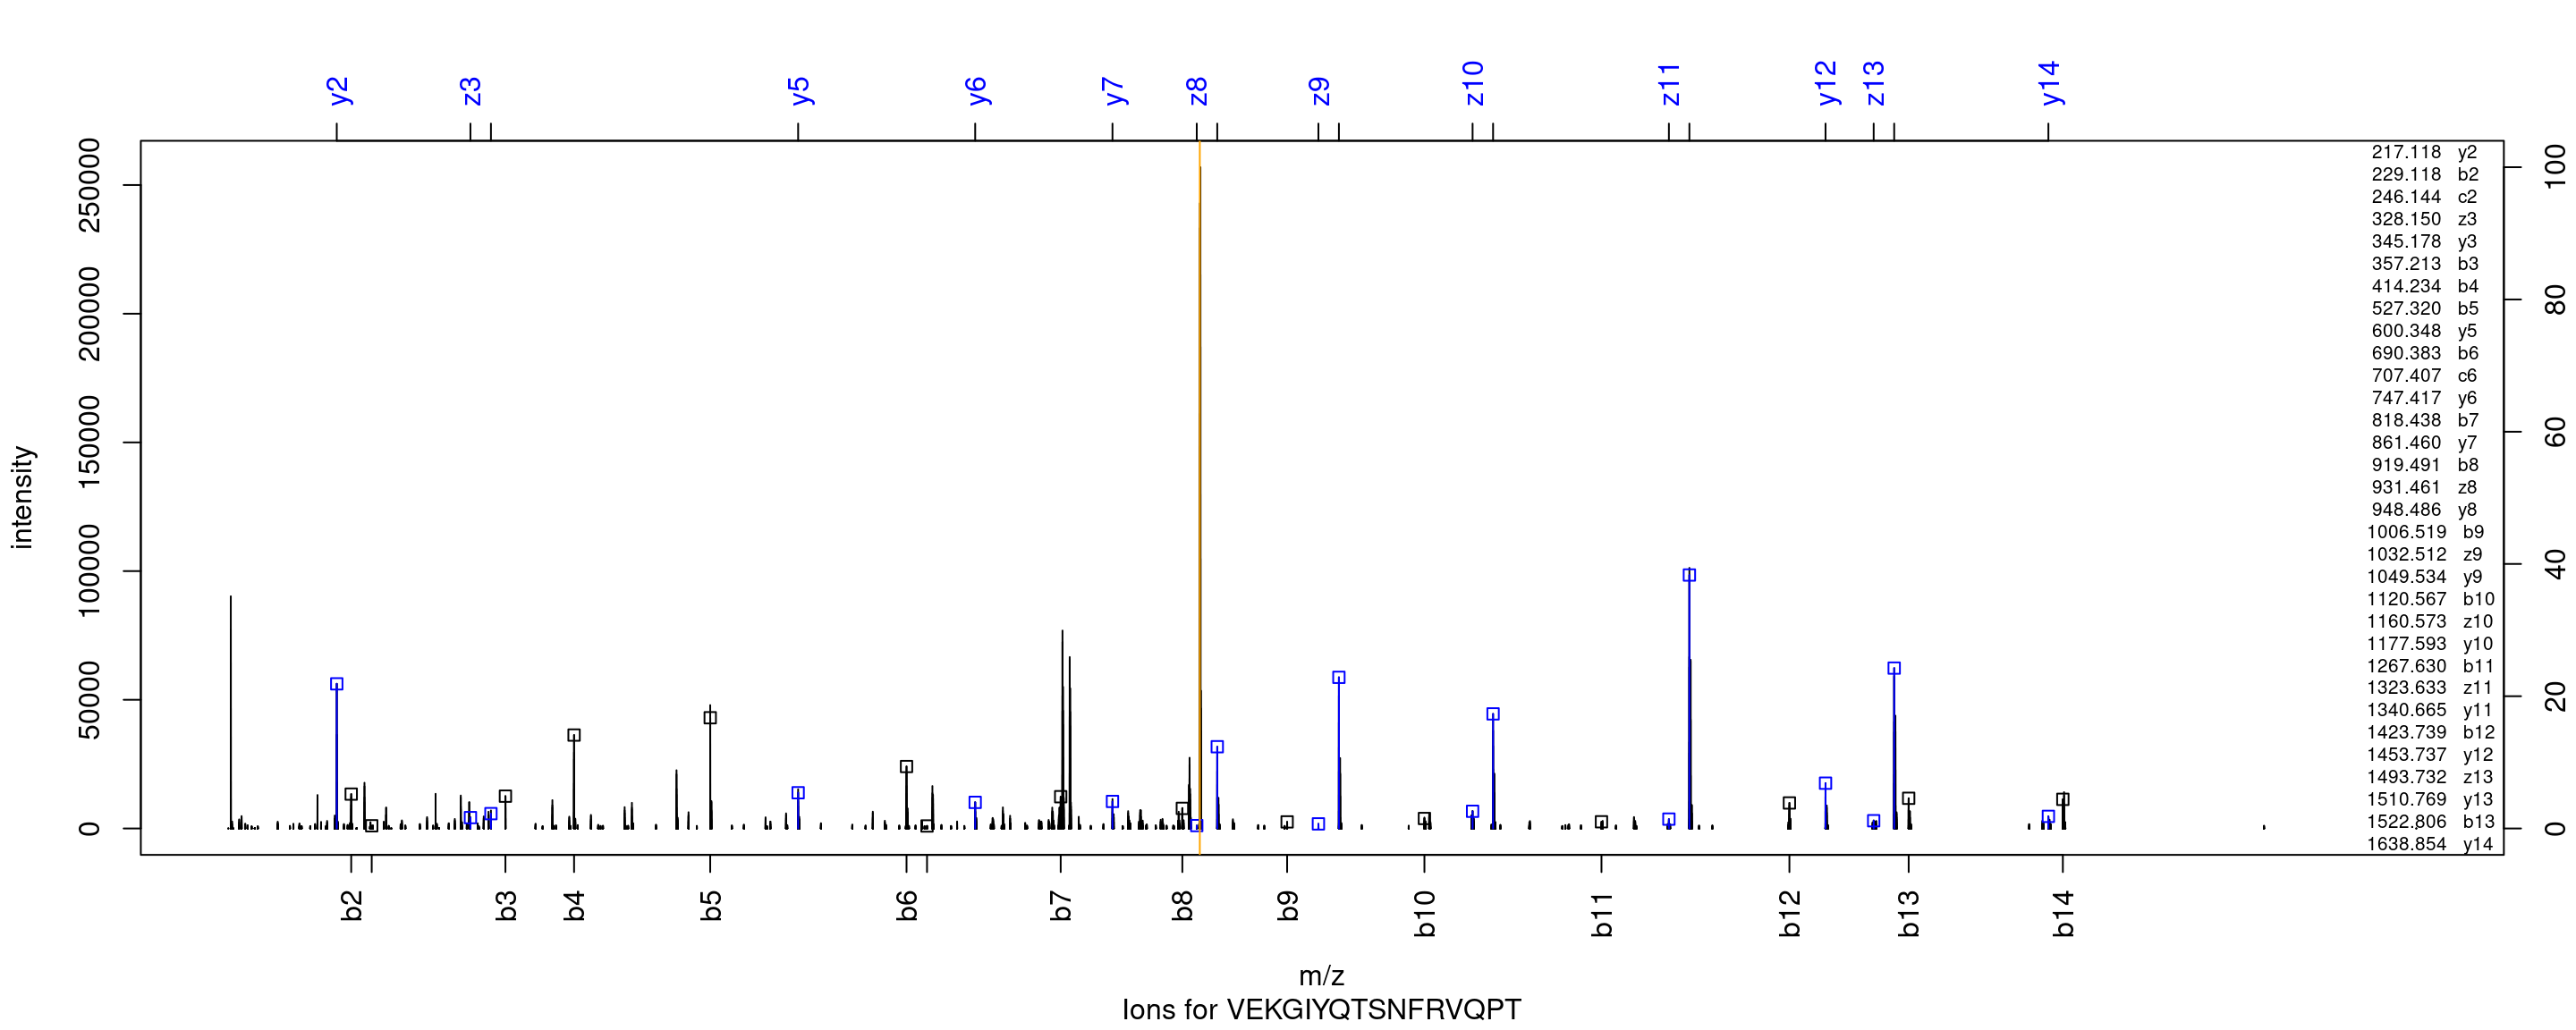 y2 z3 y5 y6 y7 z8 z9 z10 z11 y12 z13 y14
intensity
250000
200000
150000
100000
50000
0
100
80
60
40
20
0
217.118 y2
229.118 b2
246.144 c2
328.150 z3
345.178 y3
357.213 b3
414.234 b4
527.320 b5
600.348 y5
690.383 b6
707.407 c6
747.417 y6
818.438 b7
861.460 y7
919.491 b8
931.461 z8
948.486 y8
1006.519 b9
1032.512 z9
1049.534 y9
1120.567 b10
1160.573 z10
1177.593 y10
1267.630 b11
1323.633 z11
1340.665 y11
1423.739 b12
1453.737 y12
1493.732 z13
1510.769 y13
1522.806 b13
1638.854 y14
b2 b3 b4 b5 b6 b7 b8 b9 b10 b11 b12 b13 b14
m/z
Ions for VEKGIYQTSNFRVQPT